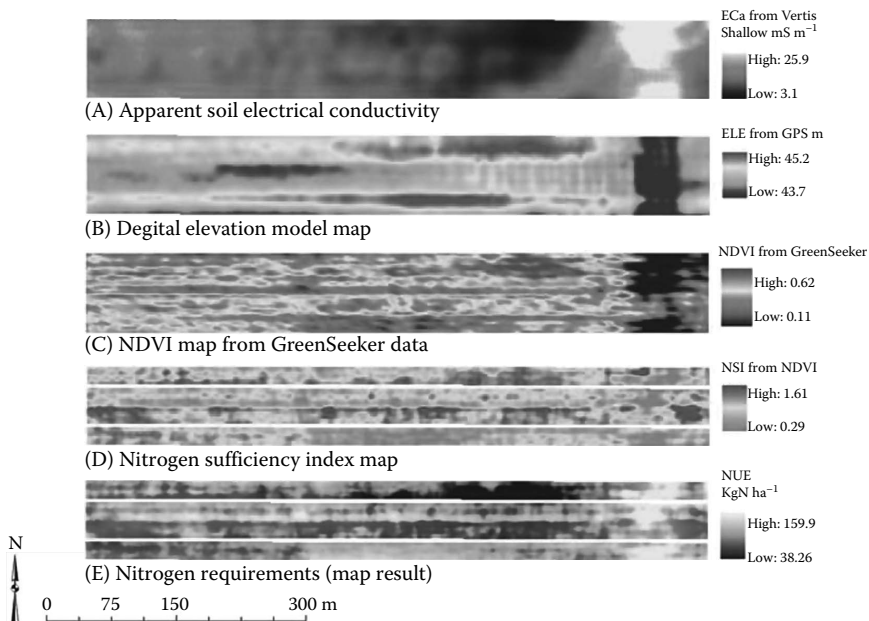 ECa from Vertis
Shallow mS m⁻¹
High: 25.9
Low: 3.1
(A) Apparent soil electrical conductivity
ELE from GPS m
High: 45.2
Low: 43.7
(B) Degital elevation model map
NDVI from GreenSeeker
High: 0.62
Low: 0.11
(C) NDVI map from GreenSeeker data
NSI from NDVI
High: 1.61
Low: 0.29
(D) Nitrogen sufficiency index map
NUE
KgN ha⁻¹
High: 159.9
Low: 38.26
(E) Nitrogen requirements (map result)
N
0 75 150 300 m